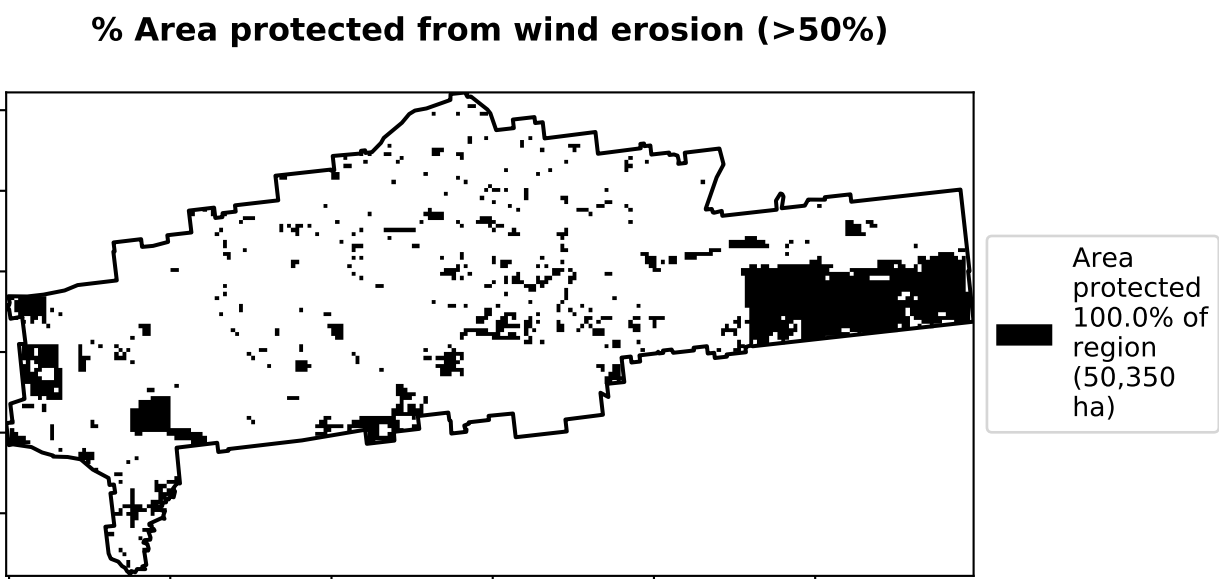 % Area protected from wind erosion (>50%)
Area
protected
100.0% of
region
(50,350
ha)